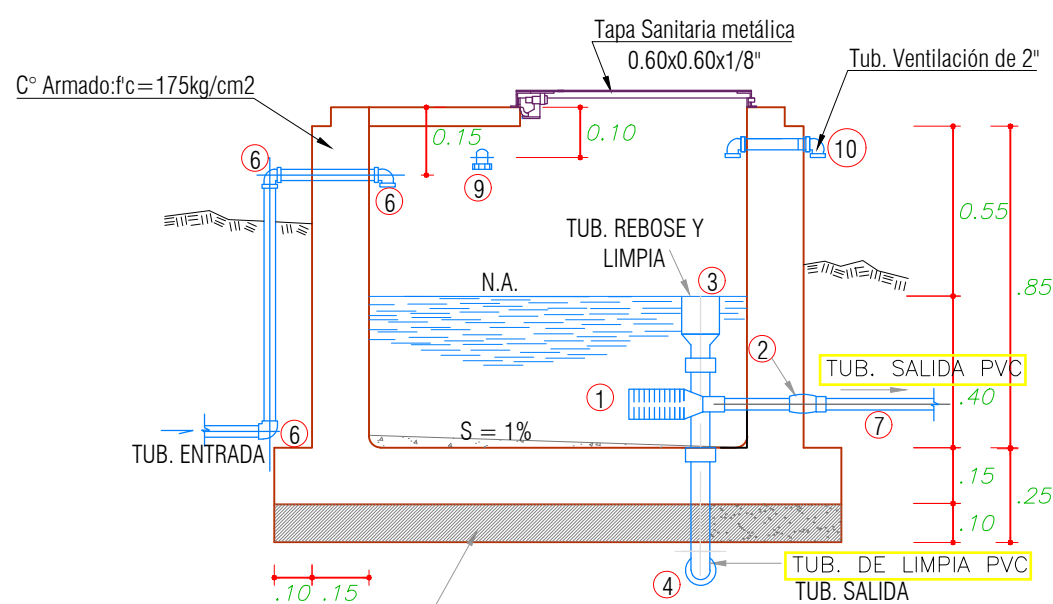 Tapa Sanitaria metálica
0.60x0.60x1/8"
Tub. Ventilación de 2"
C° Armado:f'c=175kg/cm2
0.15
0.10
6
9
10
6
0.55
TUB. REBOSE Y
LIMPIA
N.A.
3
.85
2
TUB. SALIDA PVC
1
.40
7
6
S = 1%
TUB. ENTRADA
.15
.25
.10
TUB. DE LIMPIA PVC
4
TUB. SALIDA
.10
.15